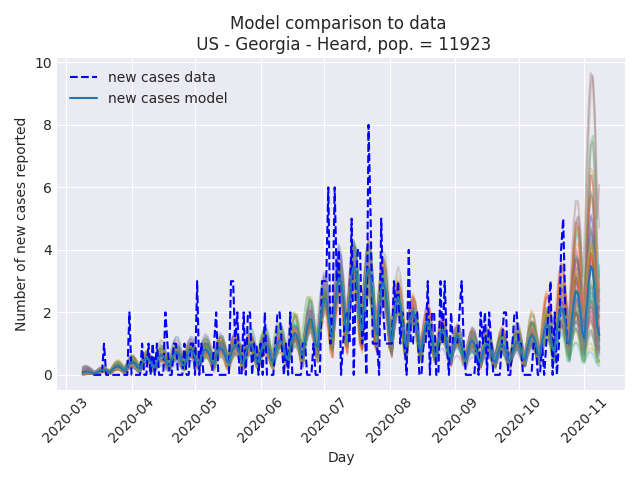 Model comparison to data
US - Georgia - Heard, pop. = 11923
new cases data
new cases model
Number of new cases reported
10
8
6
4
2
0
2020-03
2020-04
2020-05
2020-06
2020-07
2020-08
2020-09
2020-10
2020-11
Day